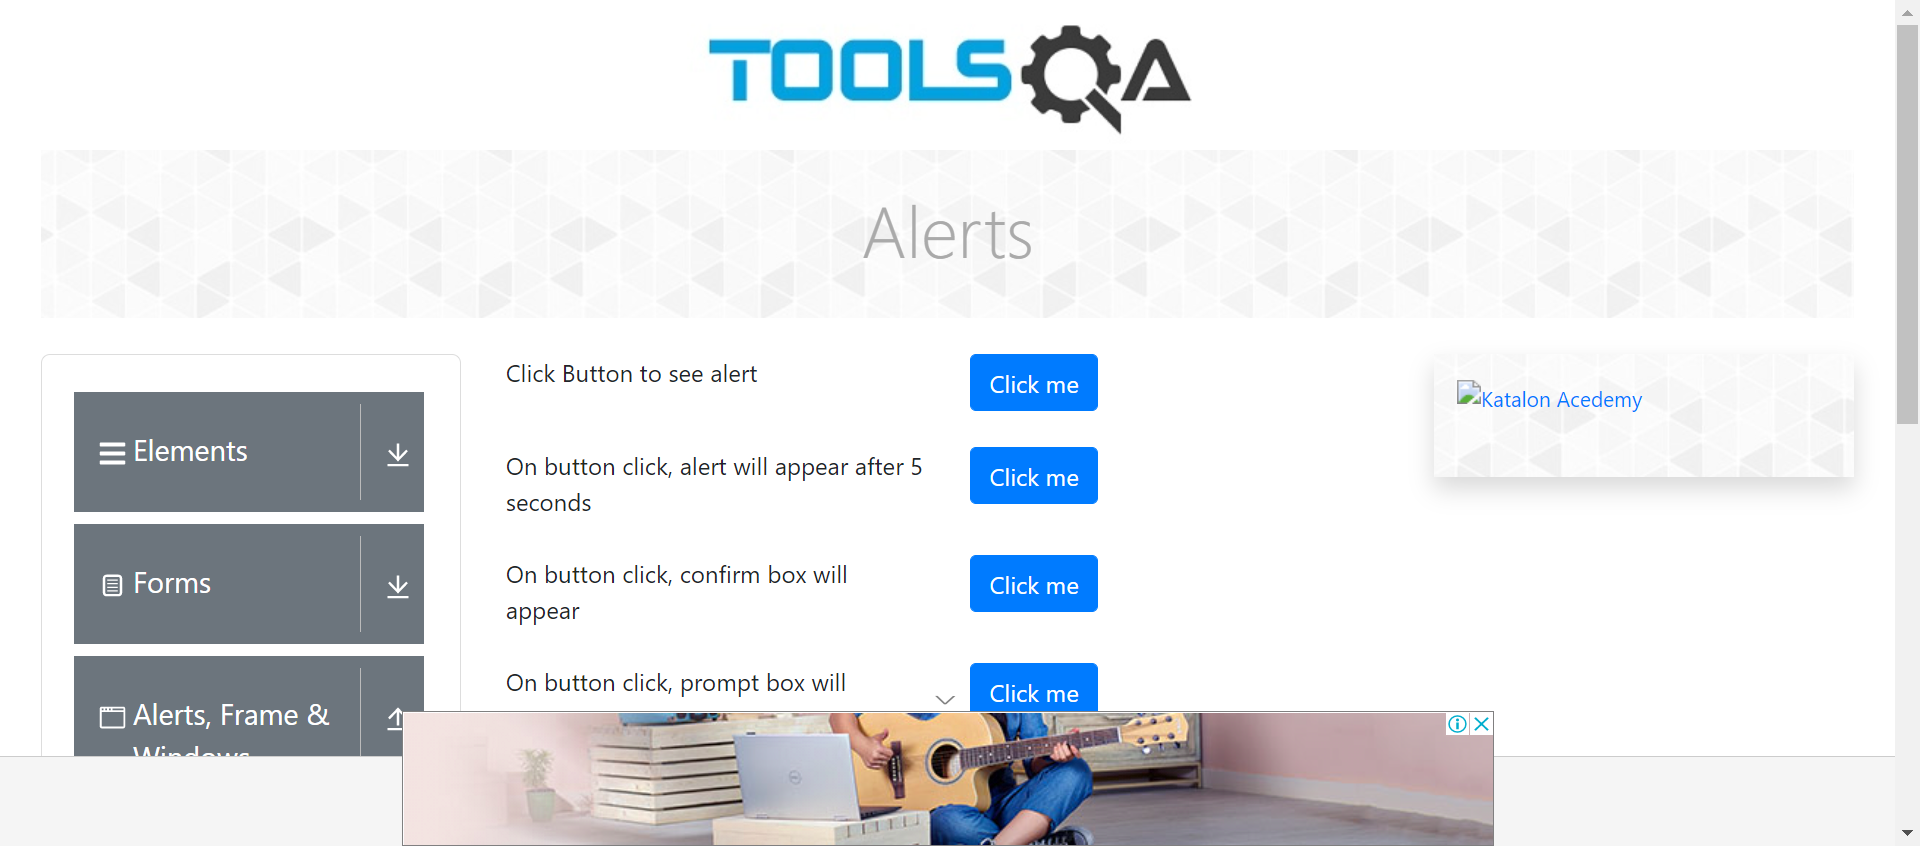 TOOLSQA
Alerts
Elements
Forms
Alerts, Frame &
Windows
Click Button to see alert
Click me
On button click, alert will appear after 5
seconds
Click me
On button click, confirm box will
appear
Click me
On button click, prompt box will
Click me
Katalon Acedemy